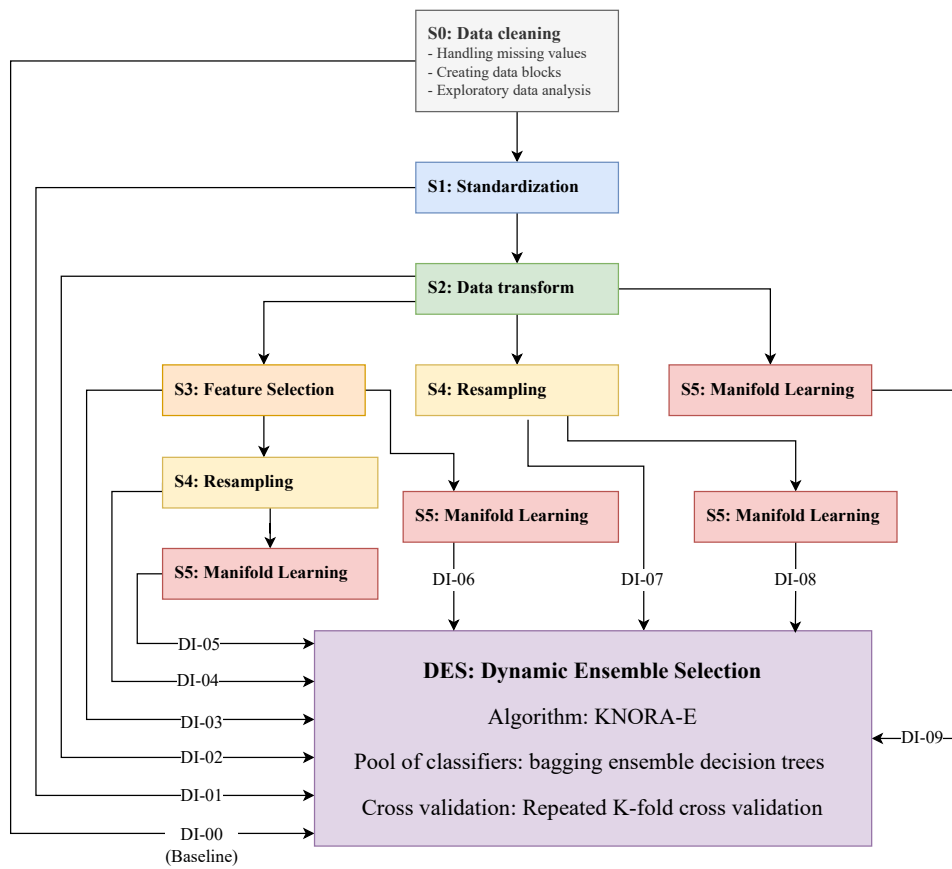 S0: Data cleaning
- Handling missing values
- Creating data blocks
- Exploratory data analysis
S1: Standardization
S2: Data transform
S3: Feature Selection
S4: Resampling
S5: Manifold Learning
S4: Resampling
S5: Manifold Learning
S5: Manifold Learning
S5: Manifold Learning
DI-06
DI-07
DI-08
DI-05
DI-04
DI-03
DI-02
DI-01
DI-00
(Baseline)
DI-09
DES: Dynamic Ensemble Selection
Algorithm: KNORA-E
Pool of classifiers: bagging ensemble decision trees
Cross validation: Repeated K-fold cross validation